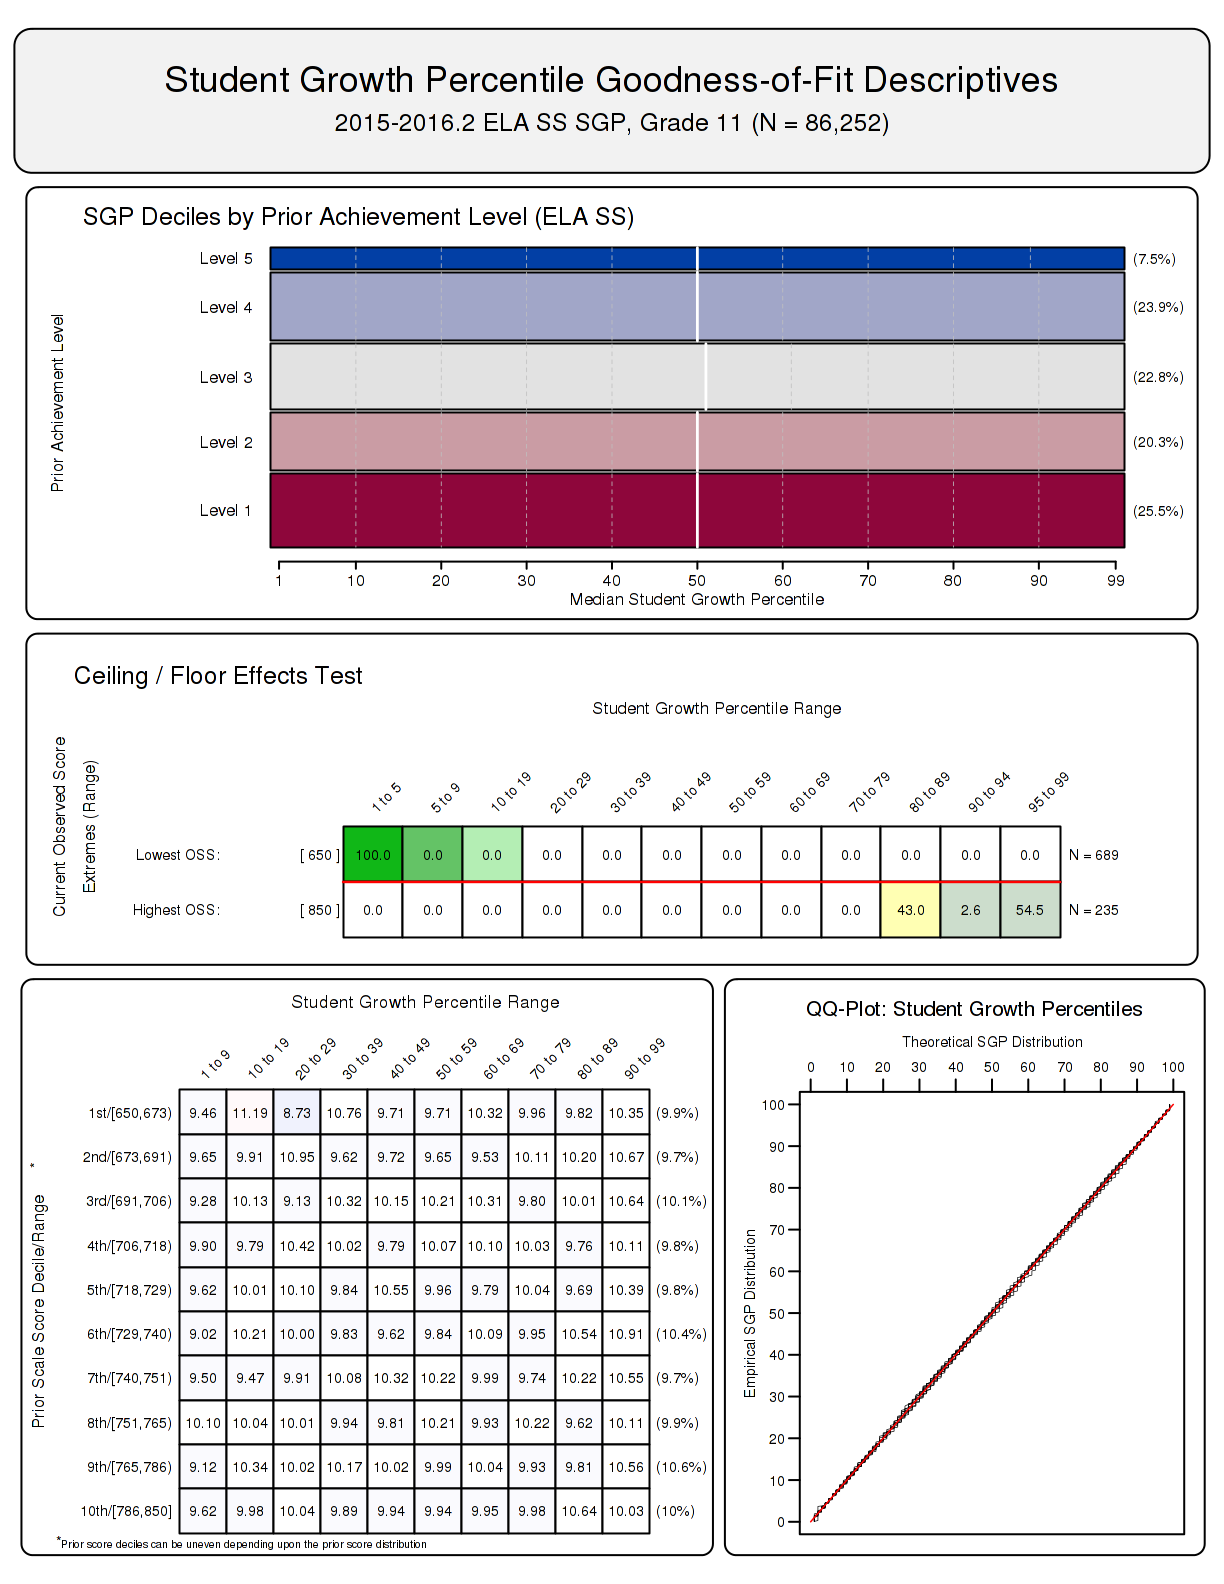 Student Growth Percentile Goodness-of-Fit Descriptives
2015-2016.2 ELA SS SGP, Grade 11 (N = 86,252)
SGP Deciles by Prior Achievement Level (ELA SS)
Prior Achievement Level
Level 5 (7.5%)
Level 4 (23.9%)
Level 3 (22.8%)
Level 2 (20.3%)
Level 1 (25.5%)
1 10 20 30 40 50 60 70 80 90 99
Median Student Growth Percentile
Ceiling / Floor Effects Test
Student Growth Percentile Range
Current Observed Score
Extremes (Range)
1 to 5 5 to 9 10 to 19 20 to 29 30 to 39 40 to 49 50 to 59 60 to 69 70 to 79 80 to 89 90 to 94 95 to 99
Lowest OSS: [ 650 ] 100.0 0.0 0.0 0.0 0.0 0.0 0.0 0.0 0.0 0.0 0.0 0.0 N = 689
Highest OSS: [ 850 ] 0.0 0.0 0.0 0.0 0.0 0.0 0.0 0.0 0.0 43.0 2.6 54.5 N = 235
Student Growth Percentile Range
1 to 9 10 to 19 20 to 29 30 to 39 40 to 49 50 to 59 60 to 69 70 to 79 80 to 89 90 to 99
Prior Scale Score Decile/Range *
1st/[650,673) 9.46 11.19 8.73 10.76 9.71 9.71 10.32 9.96 9.82 10.35 (9.9%)
2nd/[673,691) 9.65 9.91 10.95 9.62 9.72 9.65 9.53 10.11 10.20 10.67 (9.7%)
3rd/[691,706) 9.28 10.13 9.13 10.32 10.15 10.21 10.31 9.80 10.01 10.64 (10.1%)
4th/[706,718) 9.90 9.79 10.42 10.02 9.79 10.07 10.10 10.03 9.76 10.11 (9.8%)
5th/[718,729) 9.62 10.01 10.10 9.84 10.55 9.96 9.79 10.04 9.69 10.39 (9.8%)
6th/[729,740) 9.02 10.21 10.00 9.83 9.62 9.84 10.09 9.95 10.54 10.91 (10.4%)
7th/[740,751) 9.50 9.47 9.91 10.08 10.32 10.22 9.99 9.74 10.22 10.55 (9.7%)
8th/[751,765) 10.10 10.04 10.01 9.94 9.81 10.21 9.93 10.22 9.62 10.11 (9.9%)
9th/[765,786) 9.12 10.34 10.02 10.17 10.02 9.99 10.04 9.93 9.81 10.56 (10.6%)
10th/[786,850] 9.62 9.98 10.04 9.89 9.94 9.94 9.95 9.98 10.64 10.03 (10%)
*Prior score deciles can be uneven depending upon the prior score distribution
QQ-Plot: Student Growth Percentiles
Theoretical SGP Distribution
0 10 20 30 40 50 60 70 80 90 100
Empirical SGP Distribution
100
90
80
70
60
50
40
30
20
10
0